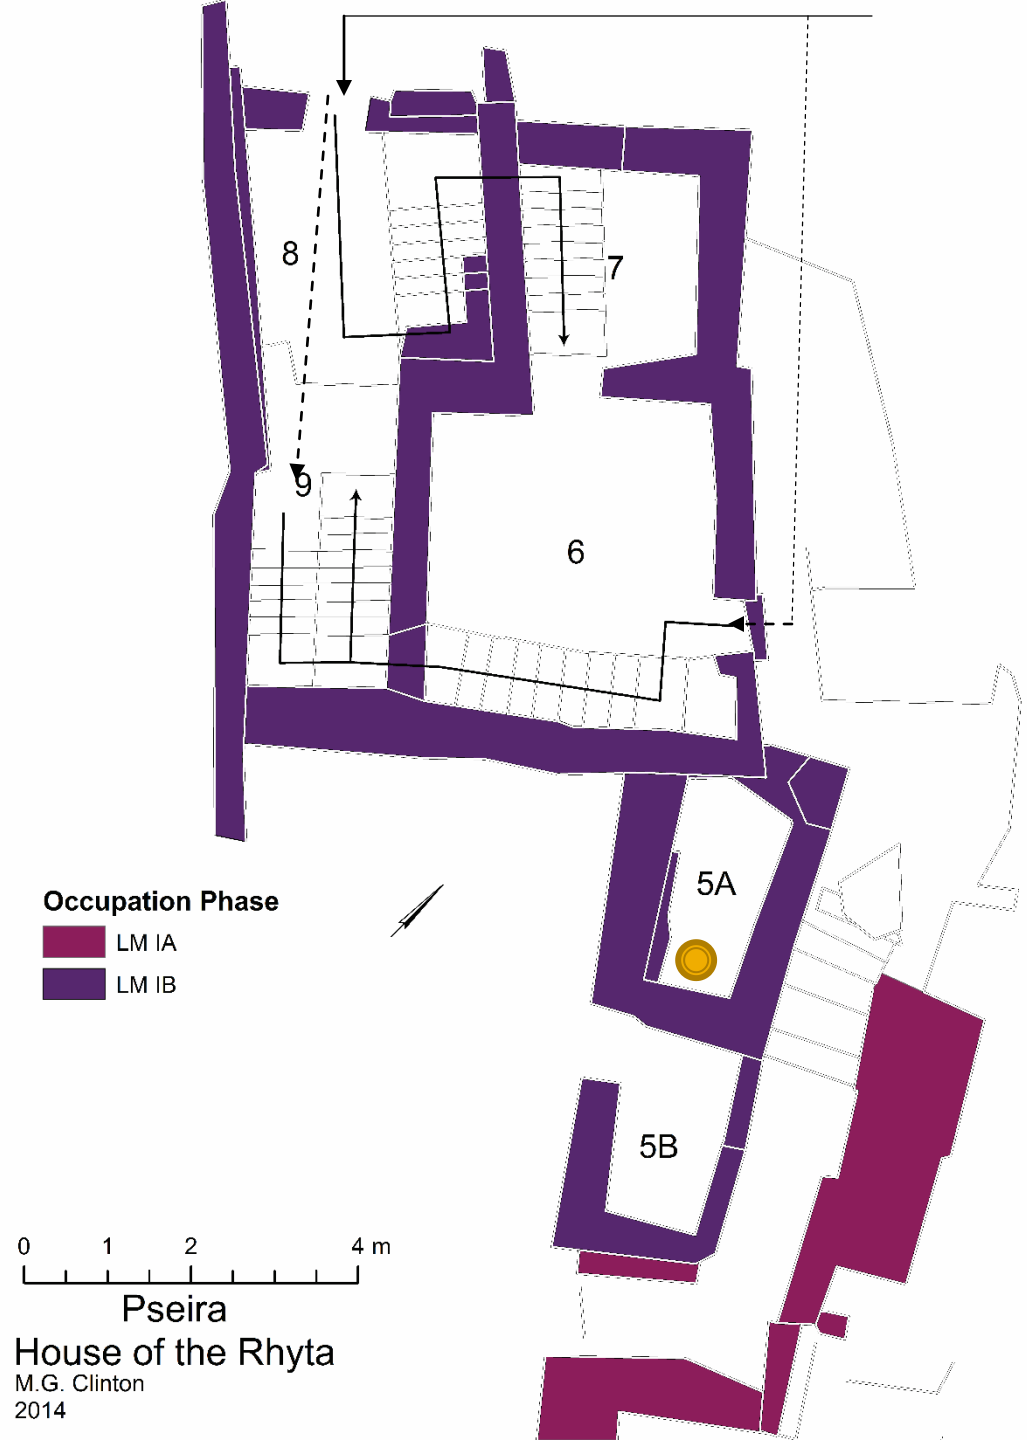 8
7
9
6
5A
Occupation Phase
LM IA
LM IB
5B
0 1 2 4 m
Pseira
House of the Rhyta
M.G. Clinton
2014